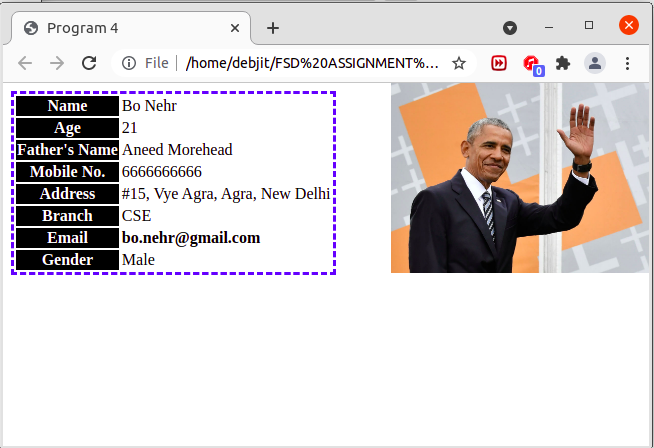 Program 4
File /home/debjit/FSD%20ASSIGNMENT%...
0
Name Bo Nehr
Age 21
Father's Name Aneed Morehead
Mobile No. 6666666666
Address #15, Vye Agra, Agra, New Delhi
Branch CSE
Email bo.nehr@gmail.com
Gender Male